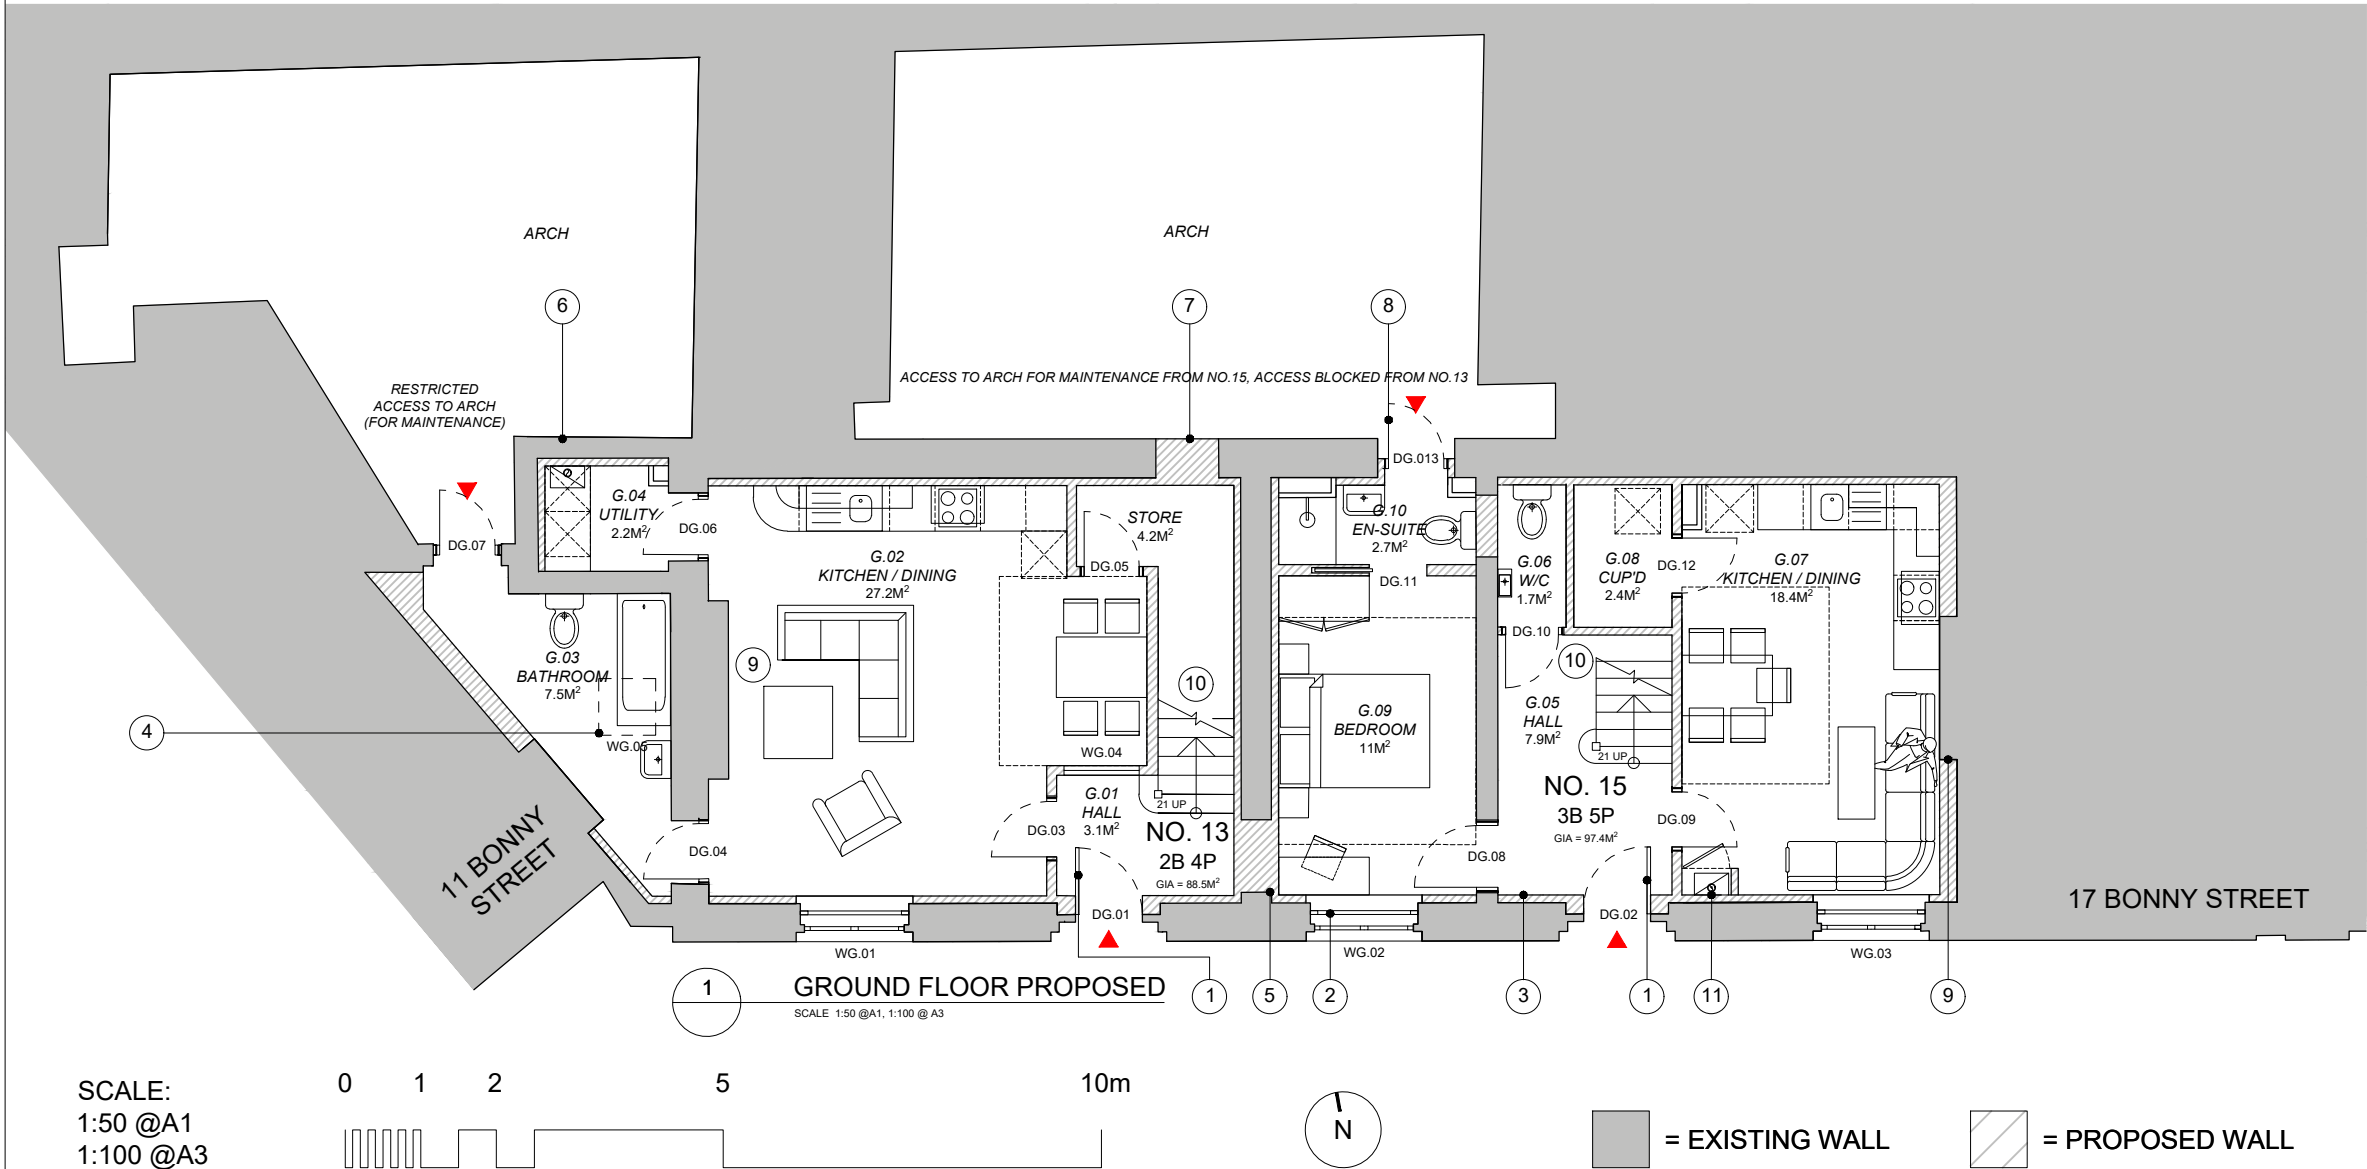 ARCH
ARCH
6
7
8
RESTRICTED
ACCESS TO ARCH
(FOR MAINTENANCE)
ACCESS TO ARCH FOR MAINTENANCE FROM NO.15, ACCESS BLOCKED FROM NO.13
DG.07
G.04
UTILITY
2.2M²
DG.06
G.02
KITCHEN / DINING
27.2M²
STORE
4.2M²
DG.05
DG.013
G.10
EN-SUITE
2.7M²
DG.11
G.06
W/C
1.7M²
DG.10
G.08
CUP'D
2.4M²
DG.12
G.07
KITCHEN / DINING
18.4M²
G.03
BATHROOM
7.5M²
9
10
10
4
WG.05
WG.04
G.09
BEDROOM
11M²
G.05
HALL
7.9M²
21 UP
G.01
HALL
3.1M²
21 UP
DG.03
DG.04
NO. 13
2B 4P
GIA = 88.5M²
NO. 15
3B 5P
GIA = 97.4M²
DG.08
DG.09
11 BONNY
STREET
17 BONNY STREET
DG.01
DG.02
WG.01
WG.02
WG.03
1
GROUND FLOOR PROPOSED
SCALE 1:50 @A1, 1:100 @ A3
1
5
2
3
1
11
9
SCALE:
1:50 @A1
1:100 @A3
0 1 2 5 10m
N
= EXISTING WALL
= PROPOSED WALL